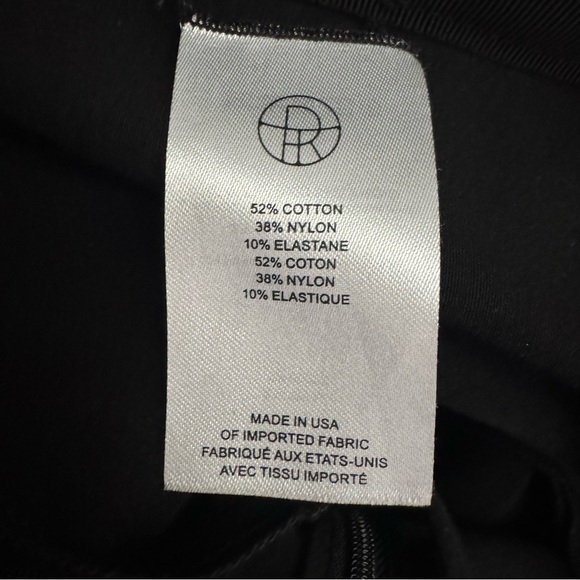 PR
52% COTTON
38% NYLON
10% ELASTANE
52% COTON
38% NYLON
10% ELASTIQUE
MADE IN USA
OF IMPORTED FABRIC
FABRIQUÉ AUX ETATS-UNIS
AVEC TISSU IMPORTÉ